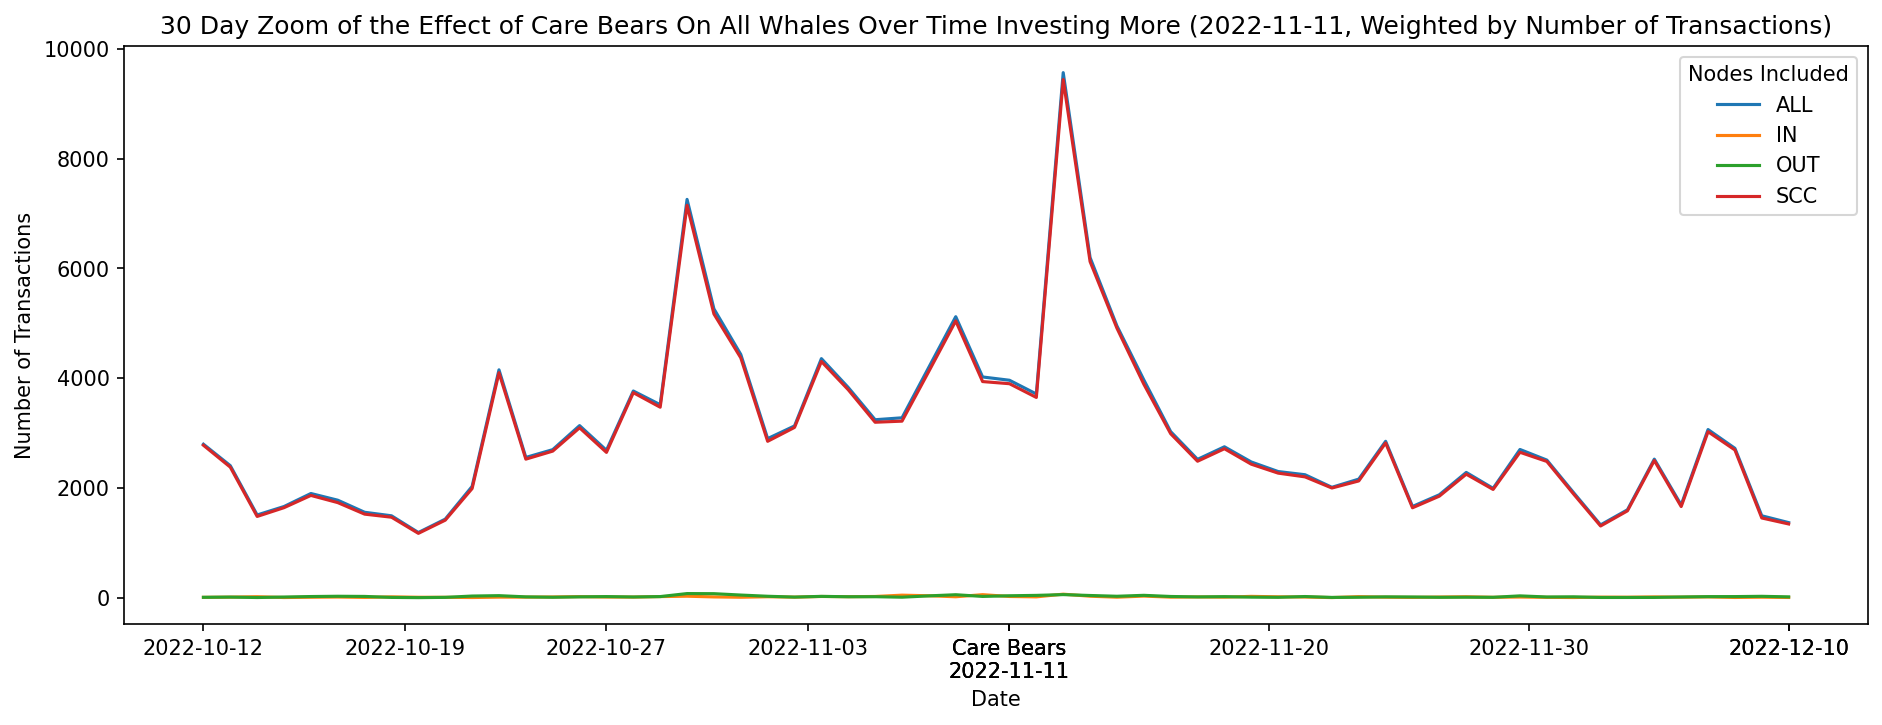 30 Day Zoom of the Effect of Care Bears On All Whales Over Time Investing More (2022-11-11, Weighted by Number of Transactions)
10000
8000
6000
4000
2000
0
Number of Transactions
Nodes Included
ALL
IN
OUT
SCC
2022-10-12
2022-10-19
2022-10-27
2022-11-03
Care Bears
2022-11-11
2022-11-20
2022-11-30
2022-12-10
Date